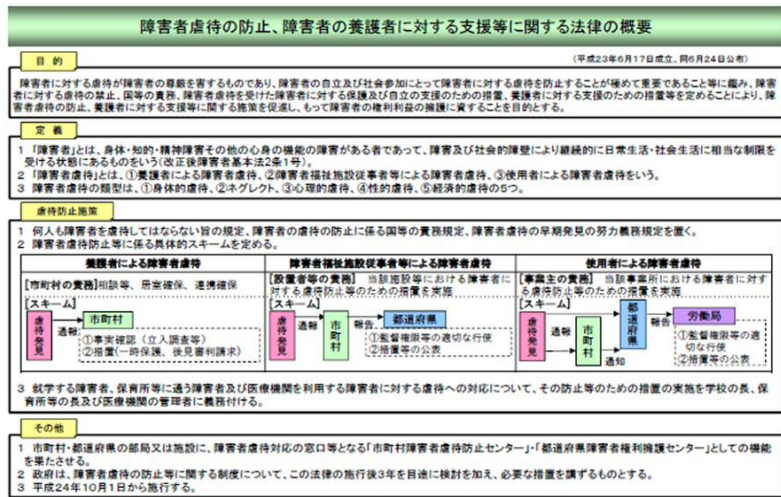 障害者虐待の防止、障害者の養護者に対する支援等に関する法律の概要
目 的
(平成23年6月17日成立、同6月24日公布)
障害者に対する虐待が障害者の尊厳を害するものであり、障害者の自立及び社会参加にとって障害者に対する虐待を防止することが極めて重要であること等に鑑み、障害
者に対する虐待の禁止、国等の責務、障害者虐待を受けた障害者に対する保護及び自立の支援のための措置、養護者に対する支援のための措置等を定めることにより、障
害者虐待の防止、養護者に対する支援等に関する施策を促進し、もって障害者の権利利益の擁護に資することを目的とする。
定 義
1 「障害者」とは、身体・知的・精神障害その他の心身の機能の障害がある者であって、障害及び社会的障壁により継続的に日常生活・社会生活に相当な制限を
受ける状態にあるものをいう(改正後障害者基本法2条1号)。
2 「障害者虐待」とは、①養護者による障害者虐待、②障害者福祉施設従事者等による障害者虐待、③使用者による障害者虐待をいう。
3 障害者虐待の類型は、①身体的虐待、②ネグレクト、③心理的虐待、④性的虐待、⑤経済的虐待の5つ。
虐待防止施策
1 何人も障害者を虐待してはならない旨の規定、障害者の虐待の防止に係る国等の責務規定、障害者虐待の早期発見の努力義務規定を置く。
2 障害者虐待防止等に係る具体的スキームを定める。
養護者による障害者虐待
[市町村の責務]相談等、居室確保、連携確保
[スキーム]
虐待発見
通報
市町村
①事実確認(立入調査等)
②措置(一時保護、後見審判請求)
障害者福祉施設従事者等による障害者虐待
[設置者等の責務] 当該施設等における障害者に
対する虐待防止等のための措置を実施
[スキーム]
虐待発見
通報
市町村
報告
都道府県
①監督権限等の適切な行使
②措置等の公表
使用者による障害者虐待
[事業主の責務] 当該事業所における障害者に対す
る虐待防止等のための措置を実施
[スキーム]
虐待発見
通報
市町村
通知
都道府県
報告
労働局
①監督権限等の適
切な行使
②措置等の公表
3 就学する障害者、保育所等に通う障害者及び医療機関を利用する障害者に対する虐待への対応について、その防止等のための措置の実施を学校の長、保
育所等の長及び医療機関の管理者に義務付ける。
その他
1 市町村・都道府県の部局又は施設に、障害者虐待対応の窓口等となる「市町村障害者虐待防止センター」・「都道府県障害者権利擁護センター」としての機能
を果たさせる。
2 政府は、障害者虐待の防止等に関する制度について、この法律の施行後3年を目途に検討を加え、必要な措置を講ずるものとする。
3 平成24年10月1日から施行する。